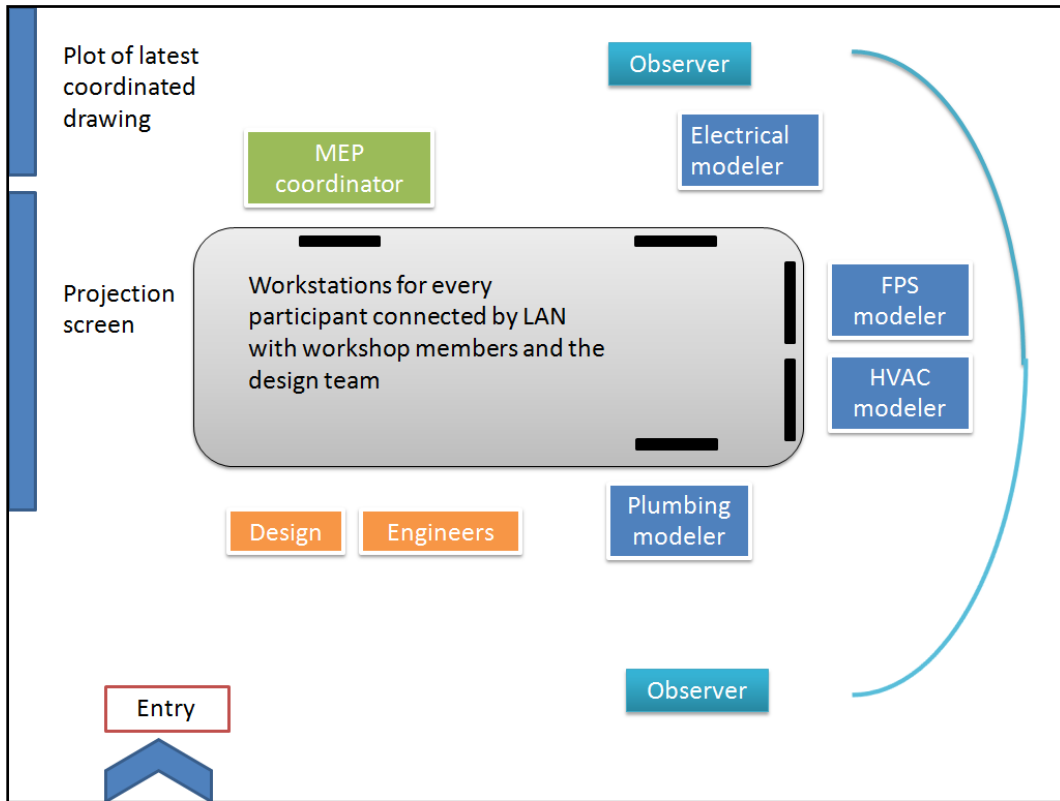 Plot of latest
coordinated
drawing
Observer
MEP
coordinator
Electrical
modeler
Projection
screen
Workstations for every
participant connected by LAN
with workshop members and the
design team
FPS
modeler
HVAC
modeler
Design
Engineers
Plumbing
modeler
Observer
Entry